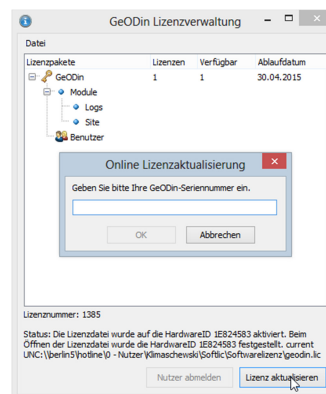 GeODin Lizenzverwaltung
Datei
Lizenzpakete Lizenzen Verfügbar Ablaufdatum
GeODin 1 1 30.04.2015
Module
Logs
Site
Benutzer
Online Lizenzaktualisierung
Geben Sie bitte Ihre GeODin-Seriennummer ein.
OK Abbrechen
Lizenznummer: 1385
Status: Die Lizenzdatei wurde auf die HardwareID 1E824583 aktiviert. Beim
Öffnen der Lizenzdatei wurde die HardwareID 1E824583 festgestellt. current
UNC:\\berlin5\hotline\0 - Nutzer\Klimaschewski\Softlic\Softwarelizenz\geodin.lic
Nutzer abmelden Lizenz aktualisieren